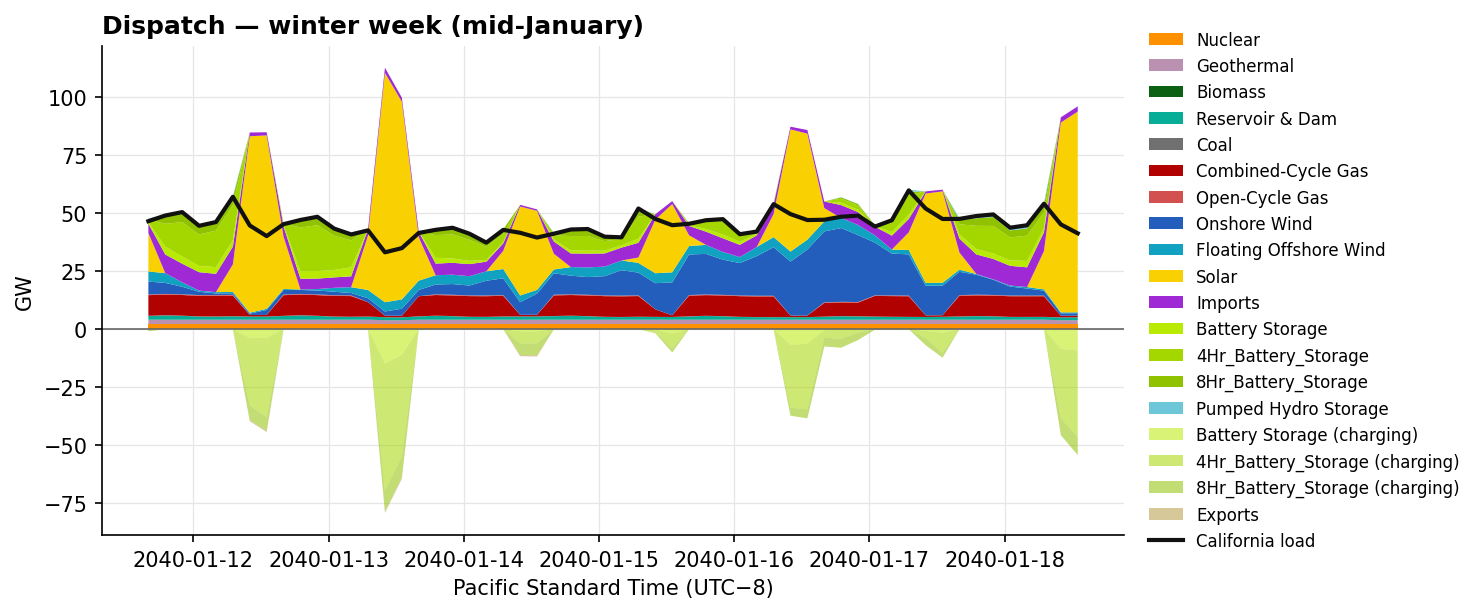 Dispatch — winter week (mid-January)
GW
100
75
50
25
0
−25
−50
−75
2040-01-12 2040-01-13 2040-01-14 2040-01-15 2040-01-16 2040-01-17 2040-01-18
Pacific Standard Time (UTC−8)
Nuclear
Geothermal
Biomass
Reservoir & Dam
Coal
Combined-Cycle Gas
Open-Cycle Gas
Onshore Wind
Floating Offshore Wind
Solar
Imports
Battery Storage
4Hr_Battery_Storage
8Hr_Battery_Storage
Pumped Hydro Storage
Battery Storage (charging)
4Hr_Battery_Storage (charging)
8Hr_Battery_Storage (charging)
Exports
California load